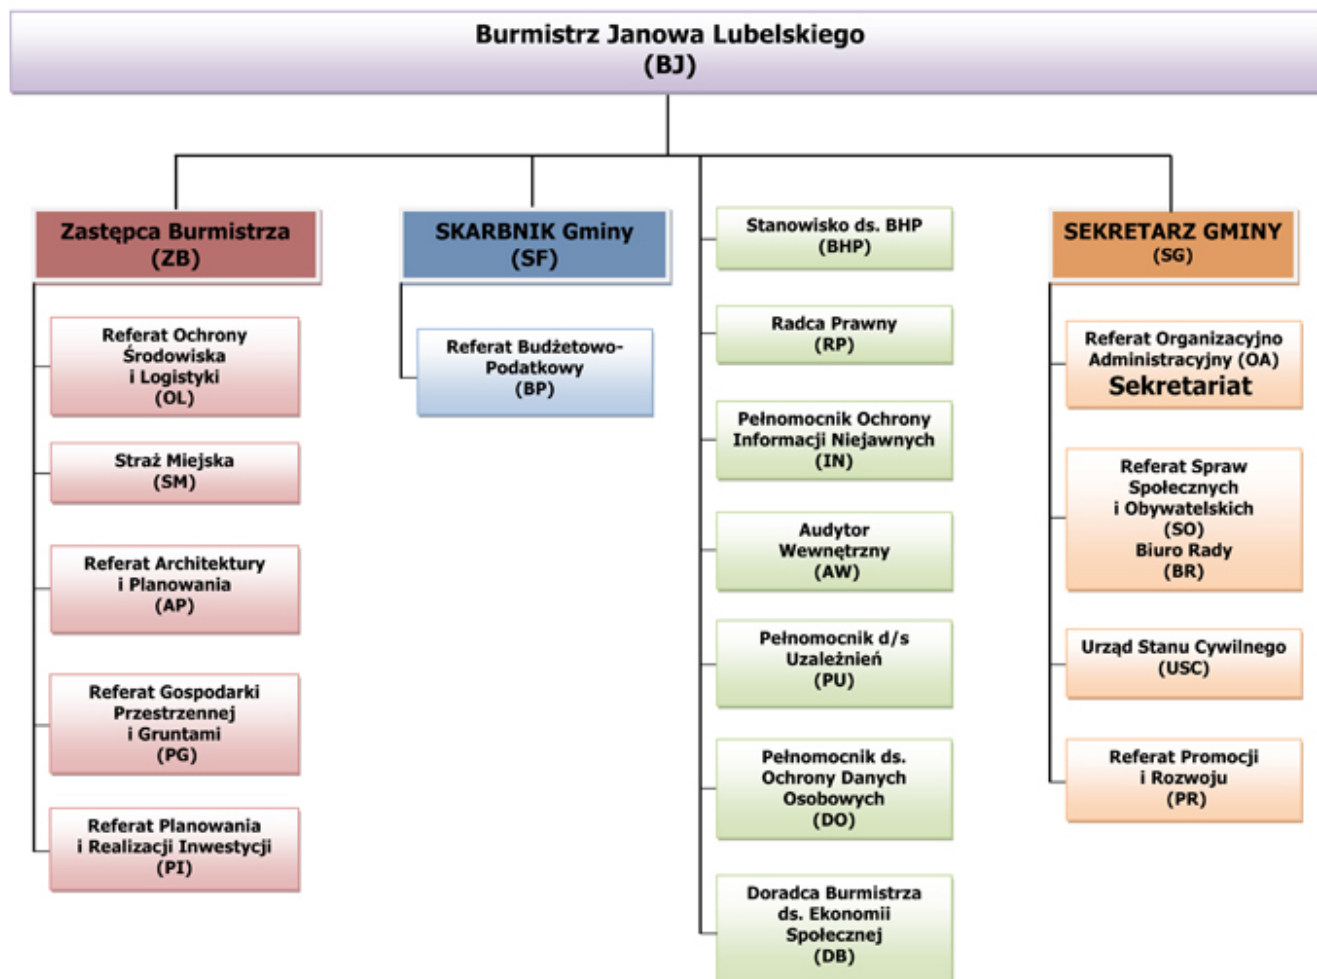 Burmistrz Janowa Lubelskiego
(BJ)
Zastępca Burmistrza
(ZB)
Referat Ochrony
Środowiska
i Logistyki
(OL)
Straż Miejska
(SM)
Referat Architektury
i Planowania
(AP)
Referat Gospodarki
Przestrzennej
i Gruntami
(PG)
Referat Planowania
i Realizacji Inwestycji
(PI)
SKARBNIK Gminy
(SF)
Referat Budżetowo-
Podatkowy
(BP)
Stanowisko ds. BHP
(BHP)
Radca Prawny
(RP)
Pełnomocnik Ochrony
Informacji Niejawnych
(IN)
Audytor
Wewnętrzny
(AW)
Pełnomocnik d/s
Uzależnień
(PU)
Pełnomocnik ds.
Ochrony Danych
Osobowych
(DO)
Doradca Burmistrza
ds. Ekonomii
Społecznej
(DB)
SEKRETARZ GMINY
(SG)
Referat Organizacyjno
Administracyjny (OA)
Sekretariat
Referat Spraw
Społecznych
i Obywatelskich
(SO)
Biuro Rady
(BR)
Urząd Stanu Cywilnego
(USC)
Referat Promocji
i Rozwoju
(PR)